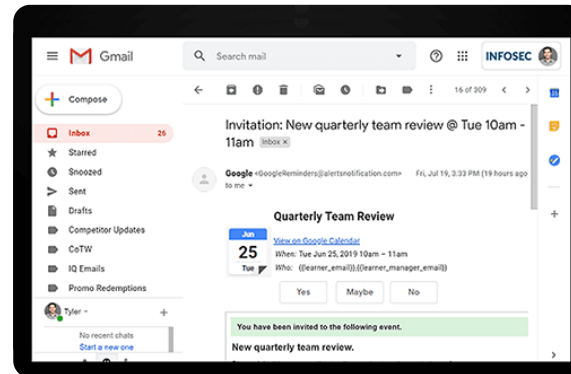 Gmail
Search mail
INFOSEC
Compose
16 of 309
Inbox 26
Starred
Snoozed
Sent
Drafts
Competitor Updates
CoTW
IQ Emails
Promo Redemptions
Tyler
No recent chats
Start a new one
Invitation: New quarterly team review @ Tue 10am -
11am Inbox x
Google <GoogleReminders@alertsnotification.com> Fri, Jul 19, 3:33 PM (19 hours ago
to me
Quarterly Team Review
Jun
25
Tue
View on Google Calendar
When: Tue Jun 25, 2019 10am – 11am
Who: {{learner_email}};{{learner_manager_email}}
Yes Maybe No
You have been invited to the following event.
New quarterly team review.